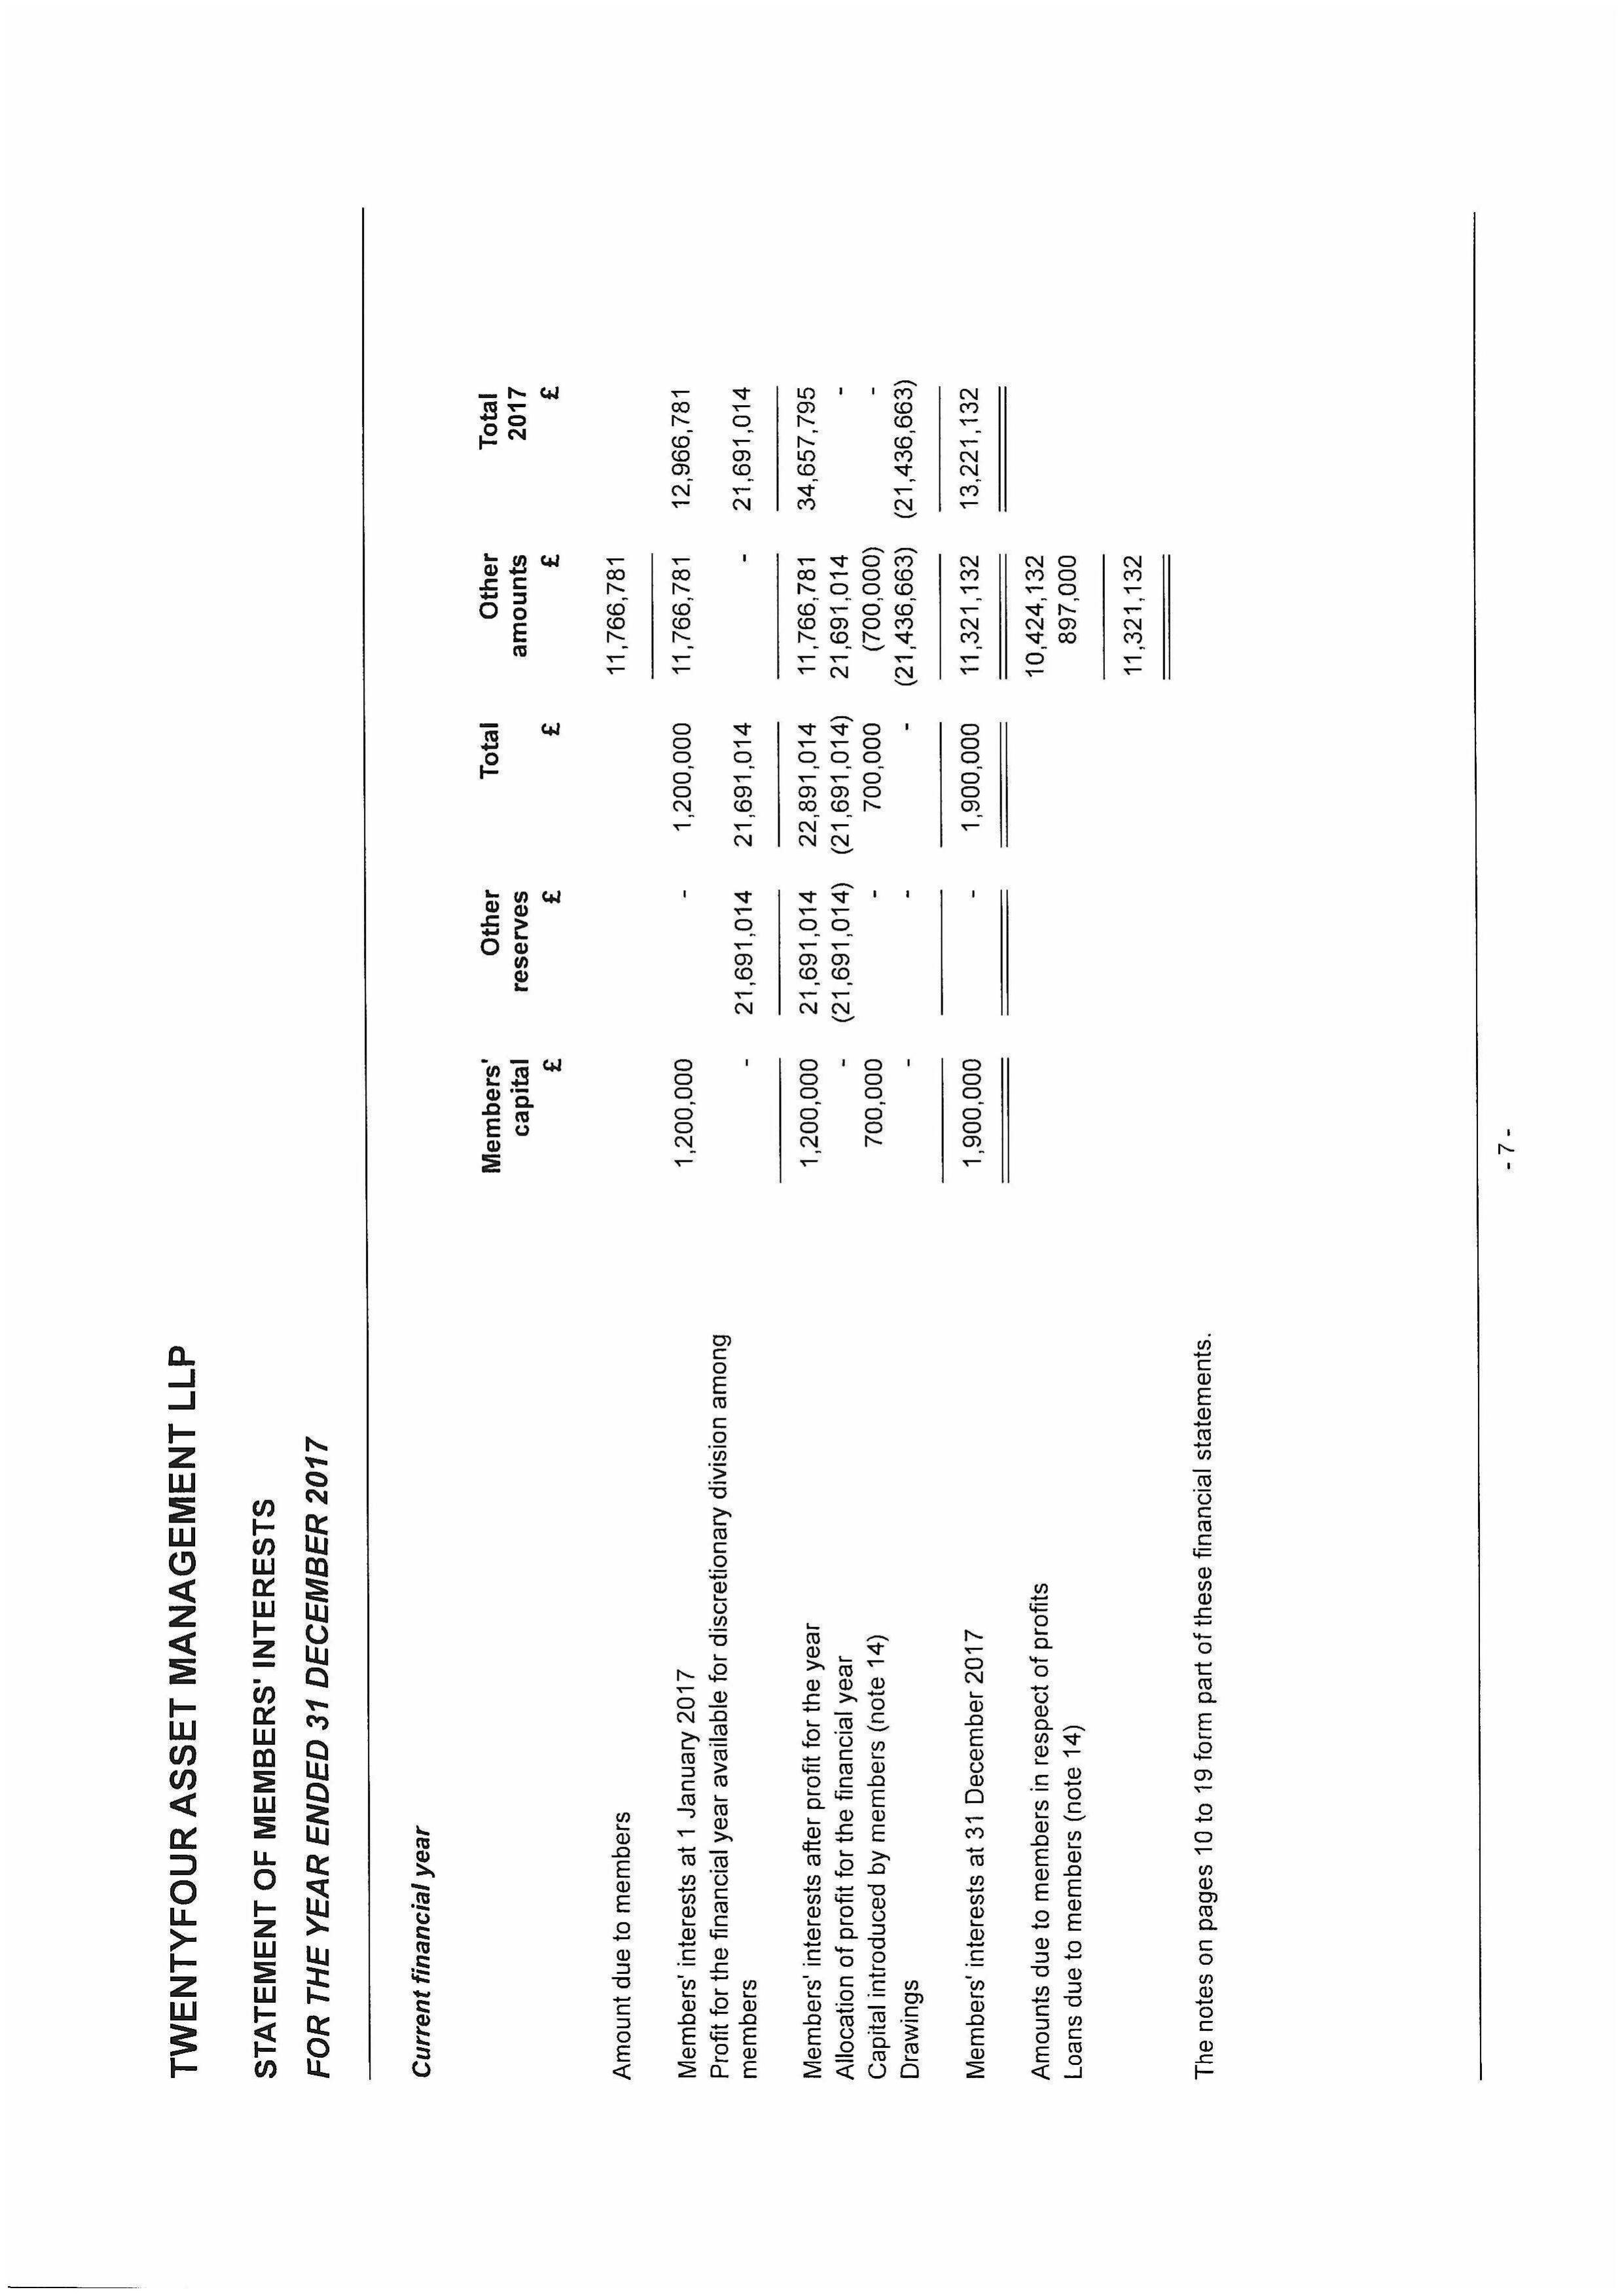 TWENTYFOUR ASSET MANAGEMENT LLP
STATEMENT OF MEMBERS' INTERESTS
FOR THE YEAR ENDED 31 DECEMBER 2017
Current financial year
Members' Other Total Other Total
capital reserves amounts 2017
£ £ £ £ £
Amount due to members 11,766,781
Members' interests at 1 January 2017 1,200,000 - 1,200,000 11,766,781 12,966,781
Profit for the financial year available for discretionary division among
members - 21,691,014 21,691,014 - 21,691,014
Members' interests after profit for the year 1,200,000 21,691,014 22,891,014 11,766,781 34,657,795
Allocation of profit for the financial year - (21,691,014) (21,691,014) 21,691,014 -
Capital introduced by members (note 14) 700,000 - 700,000 (700,000) -
Drawings - - - (21,436,663) (21,436,663)
Members' interests at 31 December 2017 1,900,000 - 1,900,000 11,321,132 13,221,132
Amounts due to members in respect of profits 10,424,132
Loans due to members (note 14) 897,000
11,321,132
The notes on pages 10 to 19 form part of these financial statements.
- 7 -